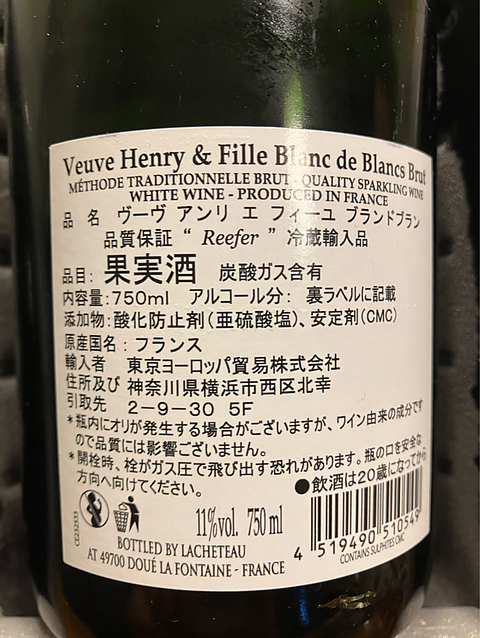 Veuve Henry & Fille Blanc de Blancs Brut
MÉTHODE TRADITIONNELLE BRUT - QUALITY SPARKLING WINE
WHITE WINE - PRODUCED IN FRANCE
品 名 ヴーヴ アンリ エ フィーユ ブランドブラン
品質保証 “ Reefer ” 冷蔵輸入品
品目: 果実酒 炭酸ガス含有
内容量:750ml アルコール分: 裏ラベルに記載
添加物:酸化防止剤(亜硫酸塩)、安定剤(CMC)
原産国名:フランス
輸入者 東京ヨーロッパ貿易株式会社
住所及び 神奈川県横浜市西区北幸
引取先 2-9-30 5F
*瓶内にオリが発生する場合がございますが、ワイン由来の成分です
ので品質には影響ございません。
*開栓時、栓がガス圧で飛び出す恐れがあります。瓶の口を安全な
方向へ向けてください。
●飲酒は20歳になってから
11%vol. 750 ml
BOTTLED BY LACHETEAU
AT 49700 DOUÉ LA FONTAINE - FRANCE
4 519490 510549
CONTAINS SULPHITES CMC